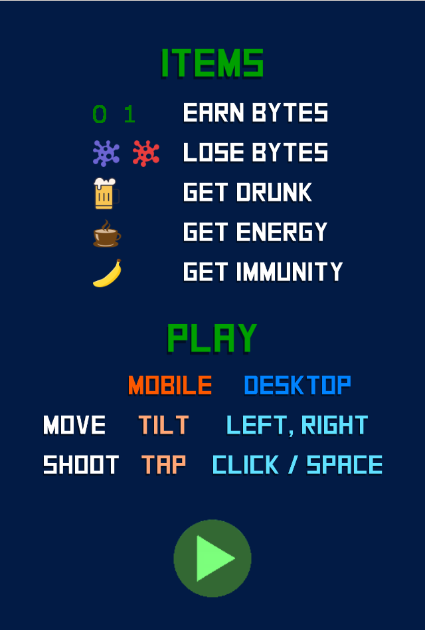 ITEMS
0 1 EARN BYTES
LOSE BYTES
GET DRUNK
GET ENERGY
GET IMMUNITY
PLAY
MOBILE DESKTOP
MOVE TILT LEFT, RIGHT
SHOOT TAP CLICK / SPACE